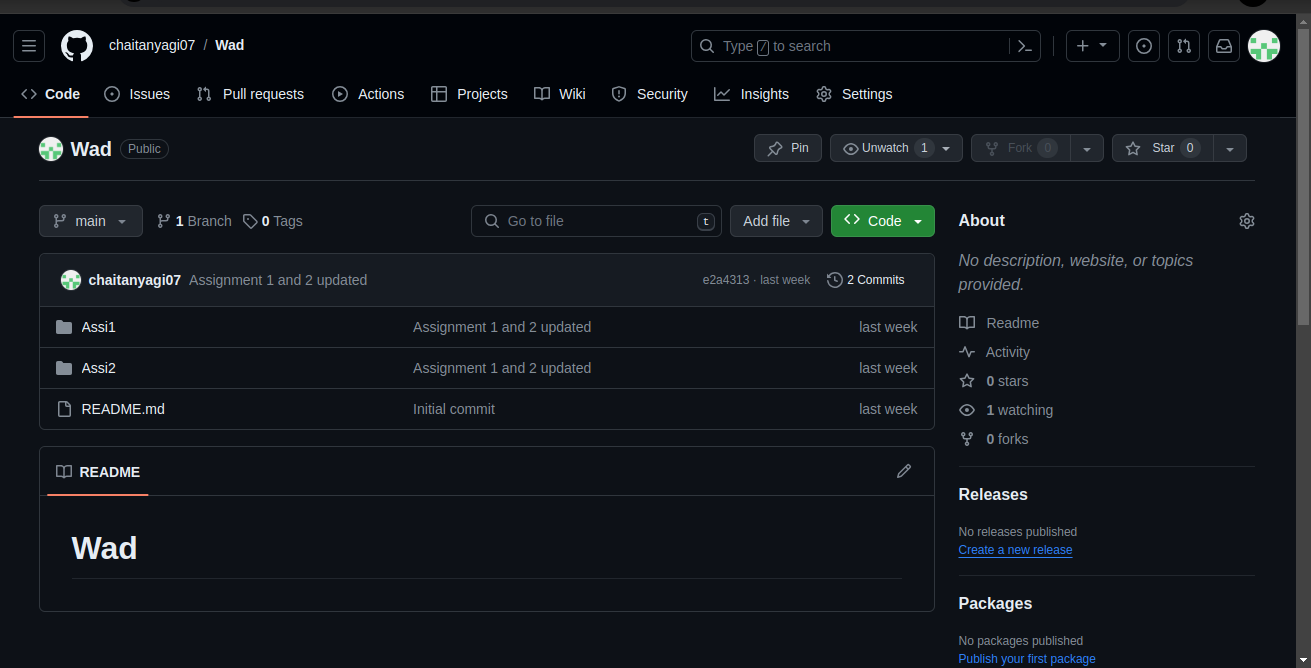 chaitanyagi07 / Wad
Type / to search
Code Issues Pull requests Actions Projects Wiki Security Insights Settings
Wad Public
Pin Unwatch 1 Fork 0 Star 0
main 1 Branch 0 Tags Go to file t Add file Code
chaitanyagi07 Assignment 1 and 2 updated e2a4313 · last week 2 Commits
Assi1 Assignment 1 and 2 updated last week
Assi2 Assignment 1 and 2 updated last week
README.md Initial commit last week
README
Wad
About
No description, website, or topics
provided.
Readme
Activity
0 stars
1 watching
0 forks
Releases
No releases published
Create a new release
Packages
No packages published
Publish your first package